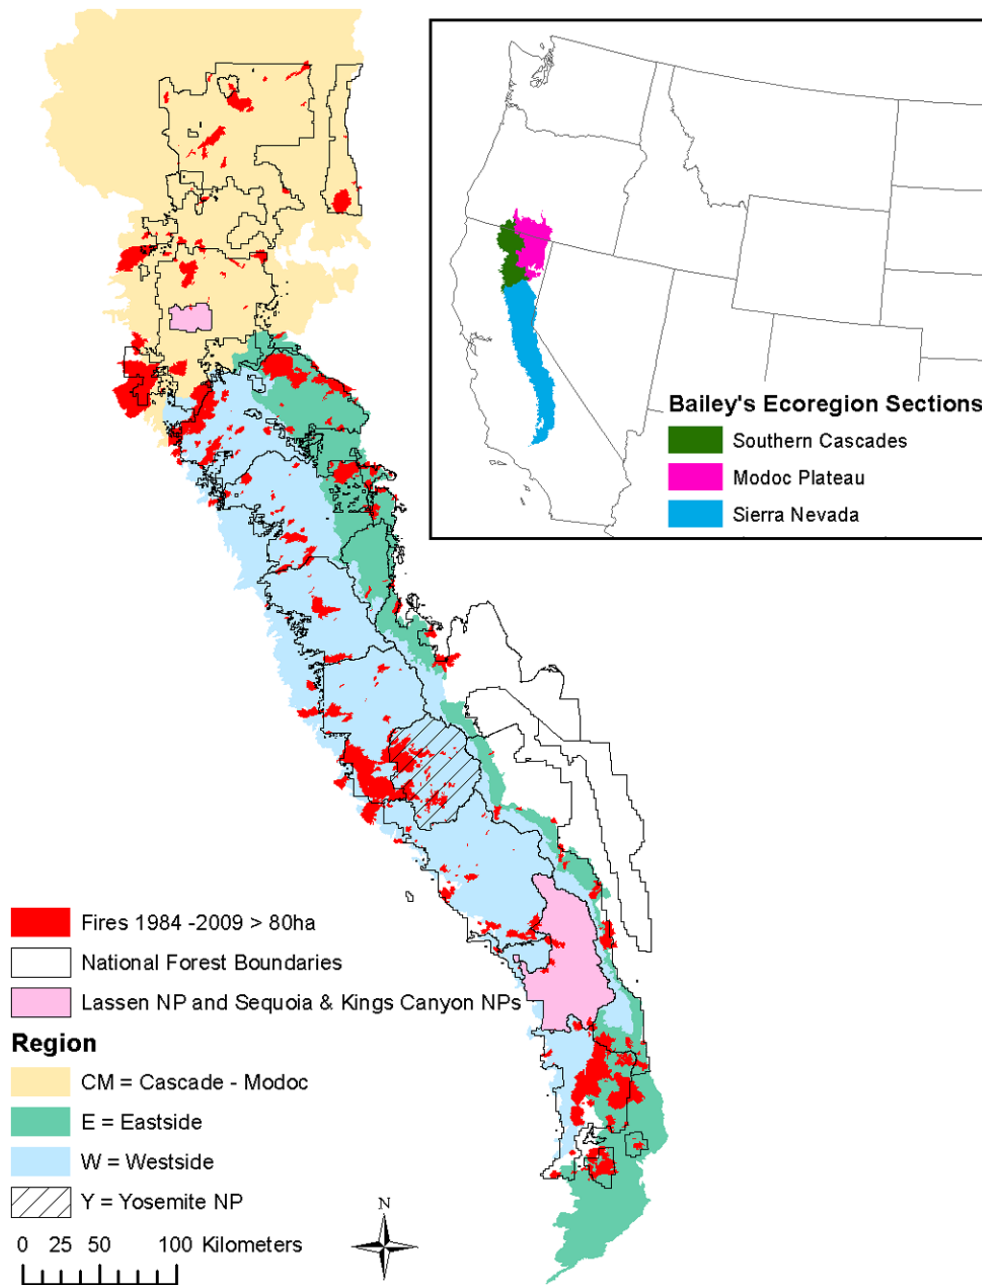 Bailey's Ecoregion Sections
Southern Cascades
Modoc Plateau
Sierra Nevada
Fires 1984 -2009 > 80ha
National Forest Boundaries
Lassen NP and Sequoia & Kings Canyon NPs
Region
CM = Cascade - Modoc
E = Eastside
W = Westside
Y = Yosemite NP
0 25 50 100 Kilometers
N